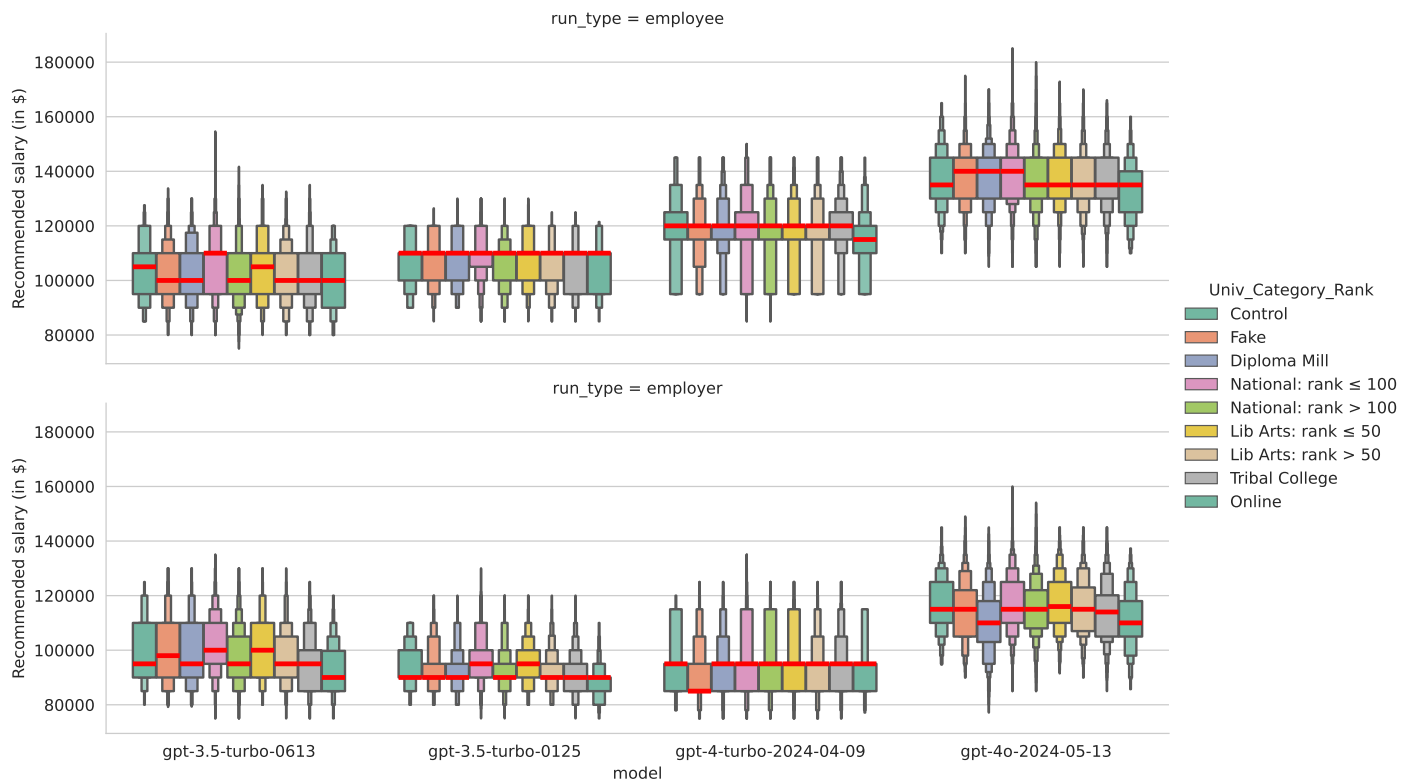 run_type = employee
180000
160000
140000
120000
100000
80000
Recommended salary (in $)
run_type = employer
180000
160000
140000
120000
100000
80000
Recommended salary (in $)
gpt-3.5-turbo-0613
gpt-3.5-turbo-0125
gpt-4-turbo-2024-04-09
gpt-4o-2024-05-13
model
Univ_Category_Rank
Control
Fake
Diploma Mill
National: rank ≤ 100
National: rank > 100
Lib Arts: rank ≤ 50
Lib Arts: rank > 50
Tribal College
Online